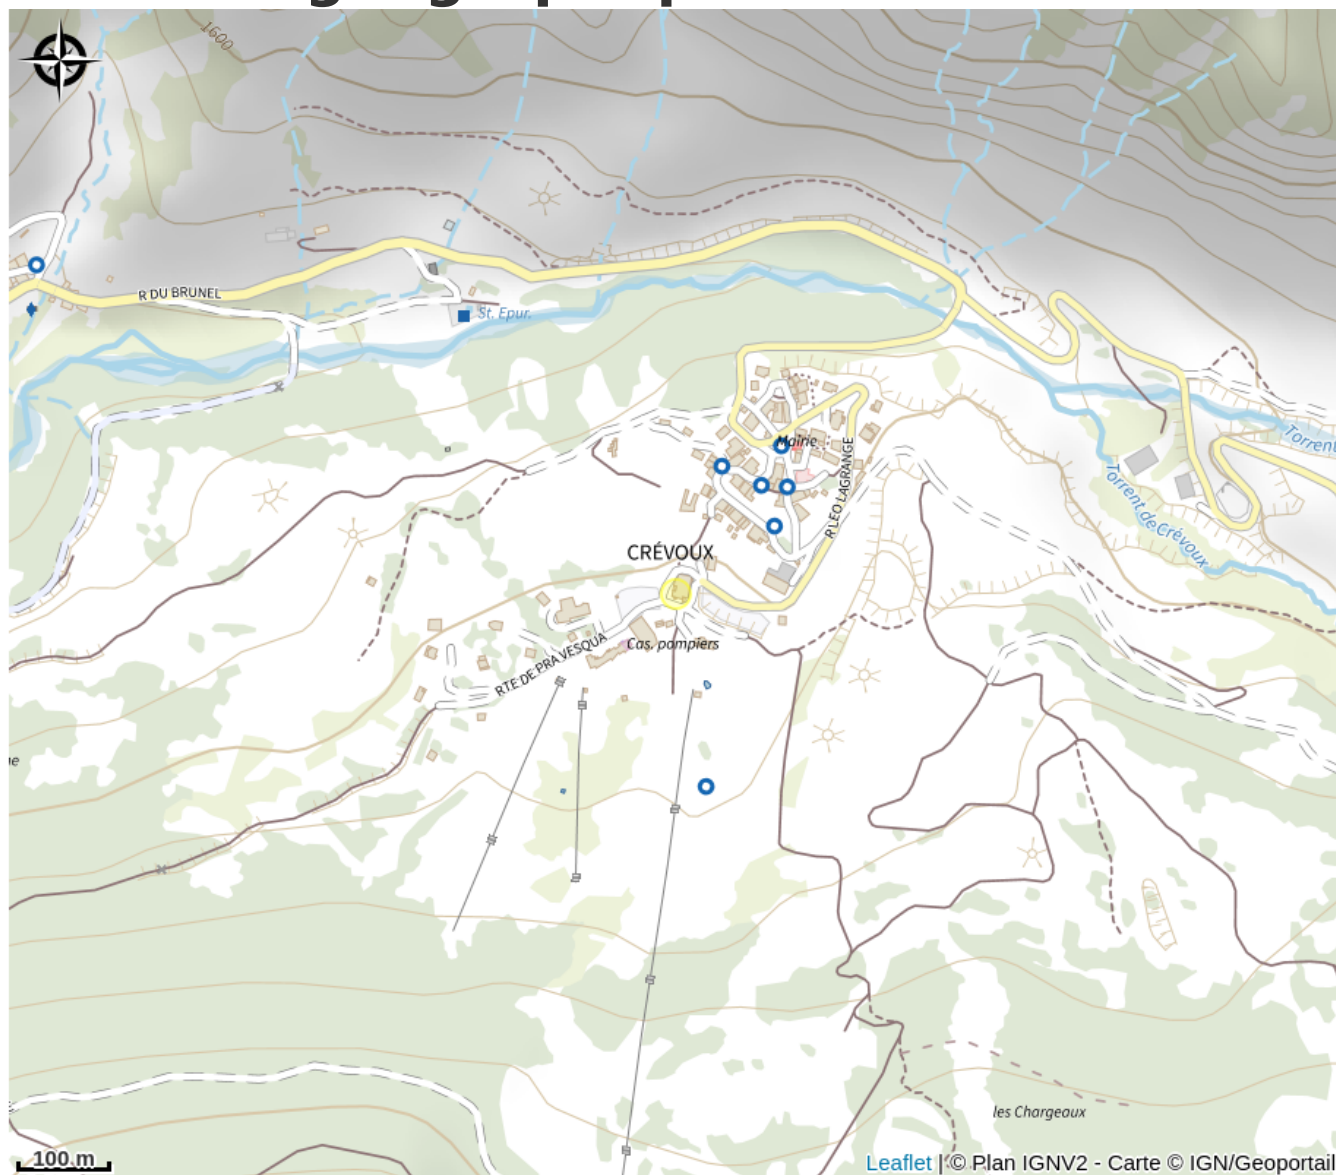 1600
R DU BRUNEL
St. Epur.
Mairie
R LEO LAGRANGE
Torrent
Torrent de Crévoux
CRÉVOUX
Cas. pompiers
RTE DE PRA VESQUA
les Chargeaux
100 m
Leaflet | © Plan IGNV2 - Carte © IGN/Geoportail